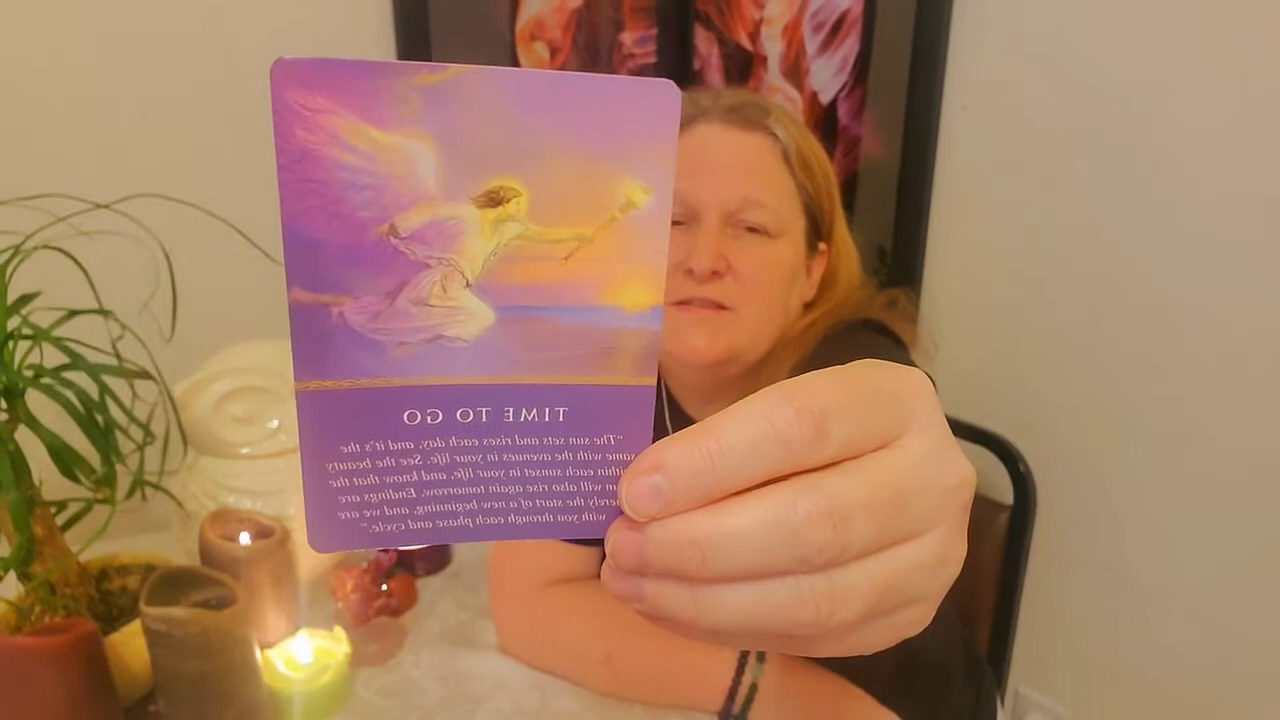 TIME TO GO
"The sun sets and rises each day, and it's the
same with the avenues in your life. See the beauty
within each sunset in your life, and know that the
will also rise again tomorrow. Endings are
merely the start of a new beginning, and we are
with you through each phase and cycle."